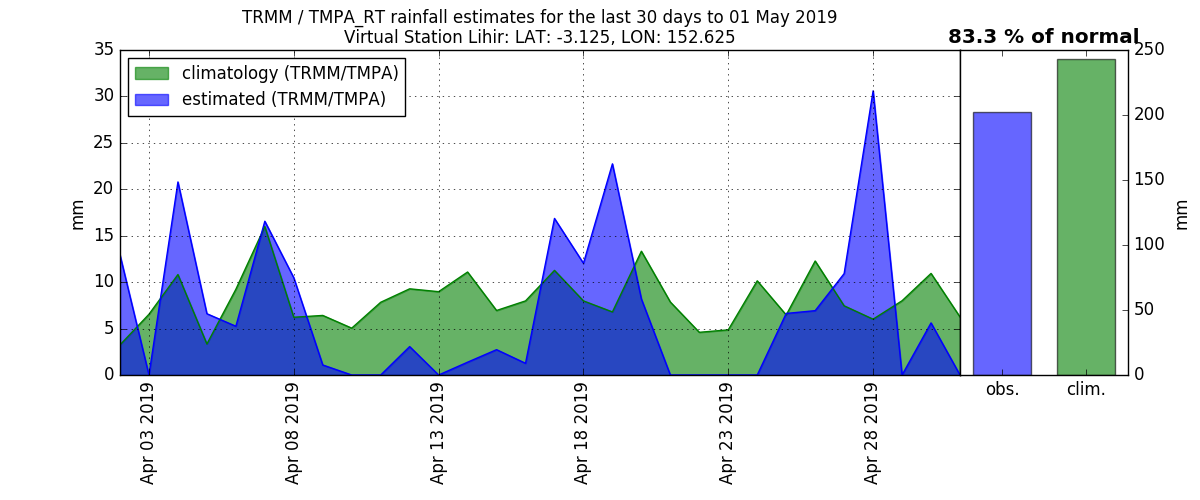 TRMM / TMPA_RT rainfall estimates for the last 30 days to 01 May 2019
Virtual Station Lihir: LAT: -3.125, LON: 152.625
83.3 % of normal
climatology (TRMM/TMPA)
estimated (TRMM/TMPA)
mm
35
30
25
20
15
10
5
0
Apr 03 2019
Apr 08 2019
Apr 13 2019
Apr 18 2019
Apr 23 2019
Apr 28 2019
obs.
clim.
250
200
150
100
50
0
mm